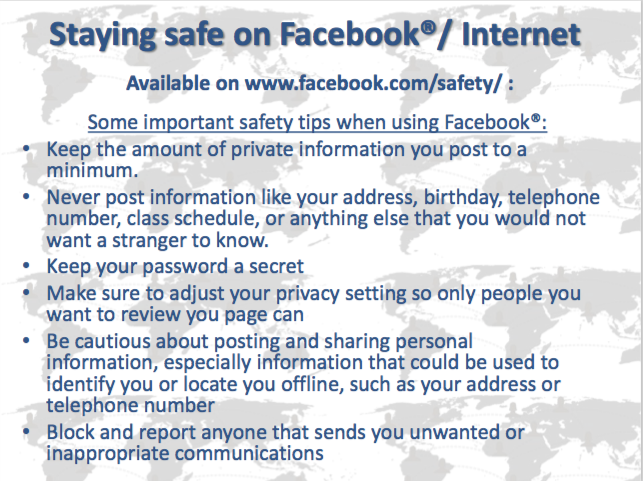 Staying safe on Facebook®/ Internet
Available on www.facebook.com/safety/ :
Some important safety tips when using Facebook®:
• Keep the amount of private information you post to a
minimum.
• Never post information like your address, birthday, telephone
number, class schedule, or anything else that you would not
want a stranger to know.
• Keep your password a secret
• Make sure to adjust your privacy setting so only people you
want to review you page can
• Be cautious about posting and sharing personal
information, especially information that could be used to
identify you or locate you offline, such as your address or
telephone number
• Block and report anyone that sends you unwanted or
inappropriate communications